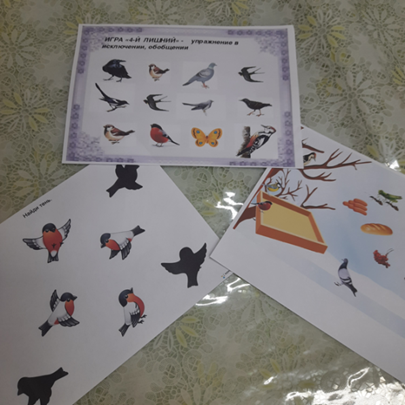 ИГРА «4-Й ЛИШНИЙ» - упражнение в
исключении, обобщении
Найди тень.